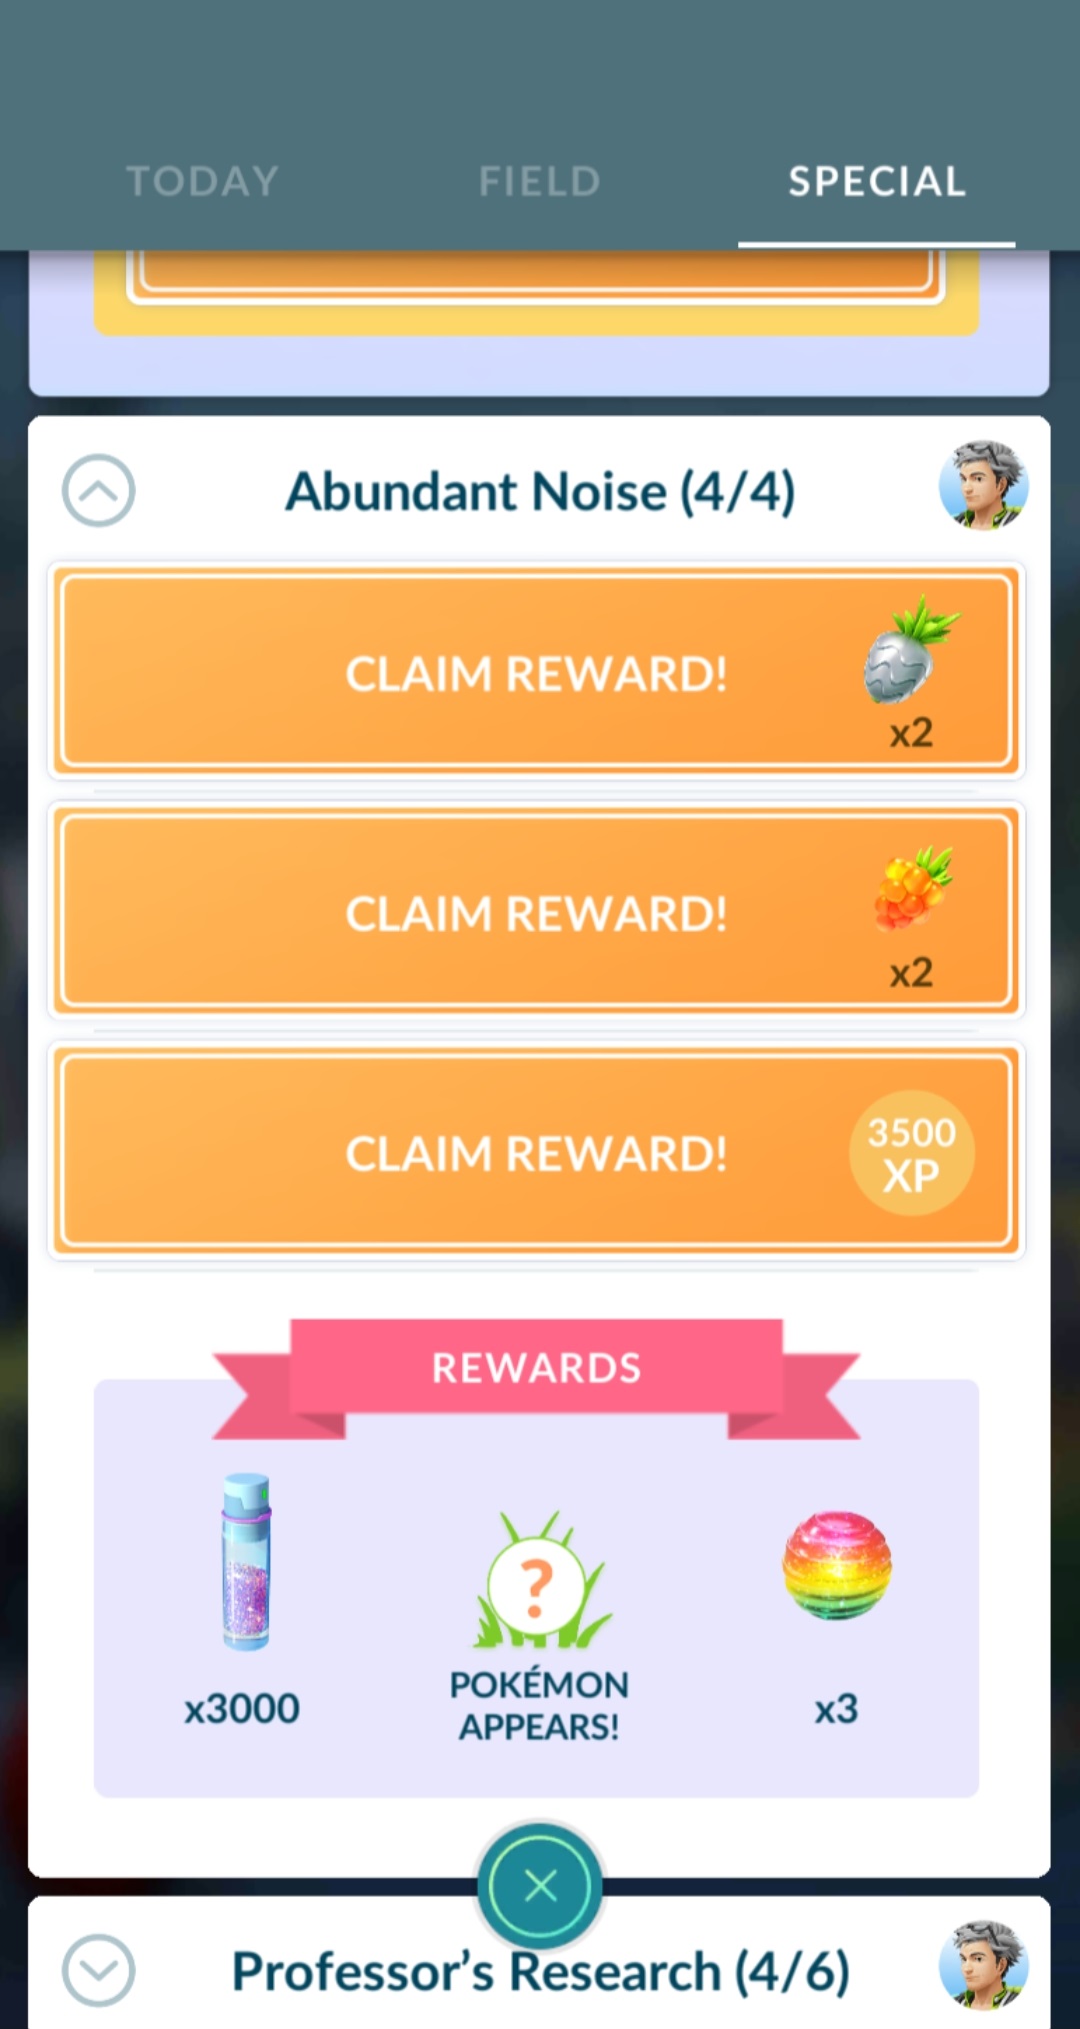 TODAY
FIELD
SPECIAL
Abundant Noise (4/4)
CLAIM REWARD!
x2
CLAIM REWARD!
x2
CLAIM REWARD!
3500
XP
REWARDS
x3000
?
POKÉMON
APPEARS!
x3
Professor's Research (4/6)